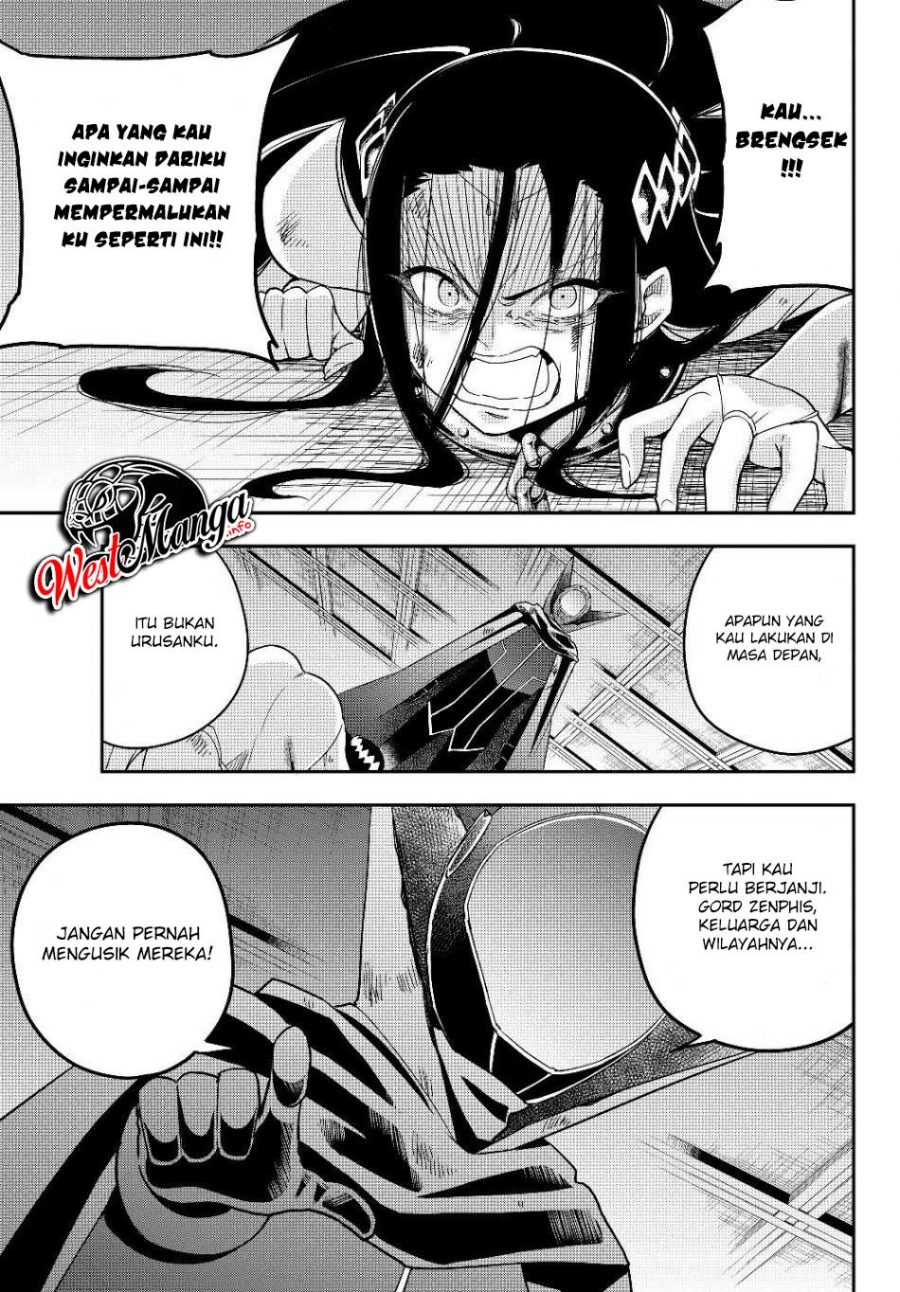 KAU...
BRENGSEK
!!!
APA YANG KAU
INGINKAN DARIKU
SAMPAI-SAMPAI
MEMPERMALUKAN
KU SEPERTI INI!!
WestManga
.info
APAPUN YANG
KAU LAKUKAN DI
MASA DEPAN,
ITU BUKAN
URUSANKU.
TAPI KAU
PERLU BERJANJI.
GORD ZENPHIS,
KELUARGA DAN
WILAYAHNYA...
JANGAN PERNAH
MENGUSIK MEREKA!